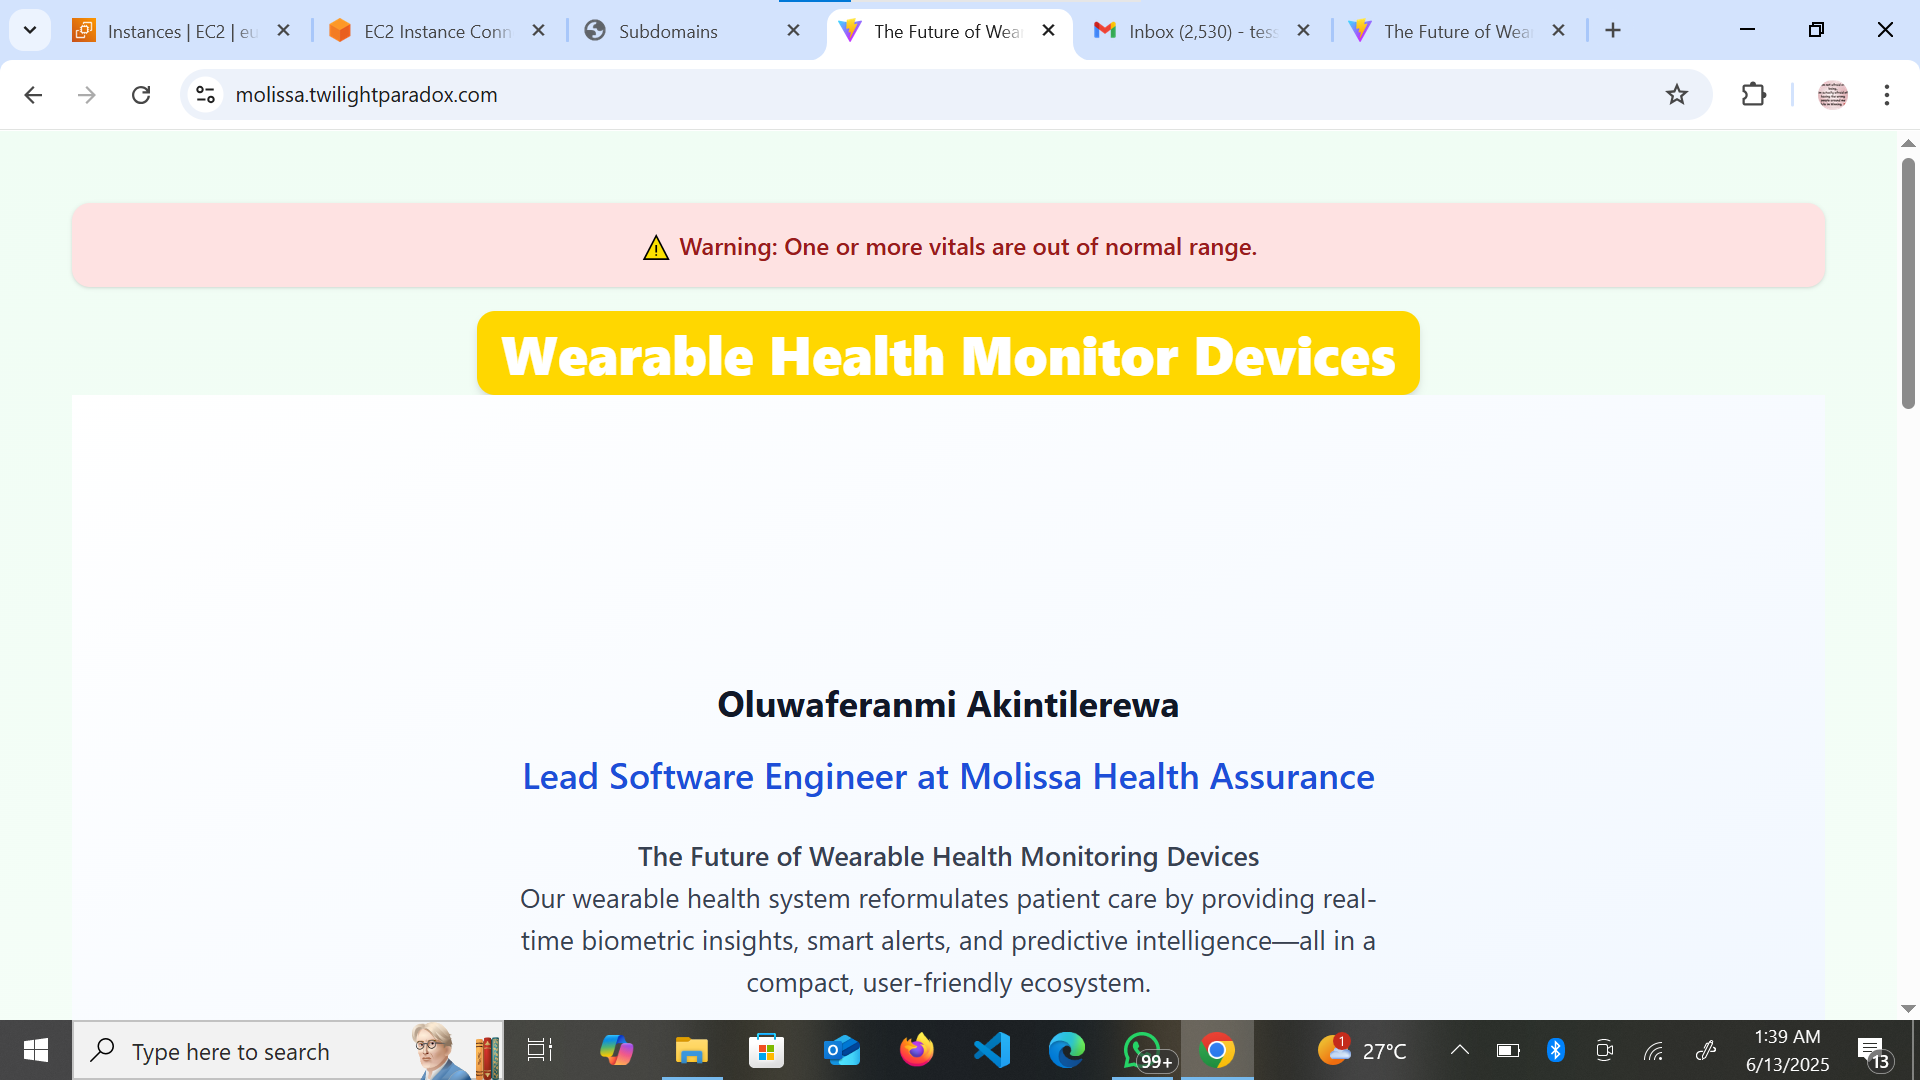 Instances | EC2 | eu
EC2 Instance Conn
Subdomains
The Future of Wear
Inbox (2,530) - tess
The Future of Wear
molissa.twilightparadox.com
⚠ Warning: One or more vitals are out of normal range.
Wearable Health Monitor Devices
Oluwaferanmi Akintilerewa
Lead Software Engineer at Molissa Health Assurance
The Future of Wearable Health Monitoring Devices
Our wearable health system reformulates patient care by providing real-
time biometric insights, smart alerts, and predictive intelligence—all in a
compact, user-friendly ecosystem.
Type here to search
99+
1
27°C
1:39 AM
6/13/2025
13